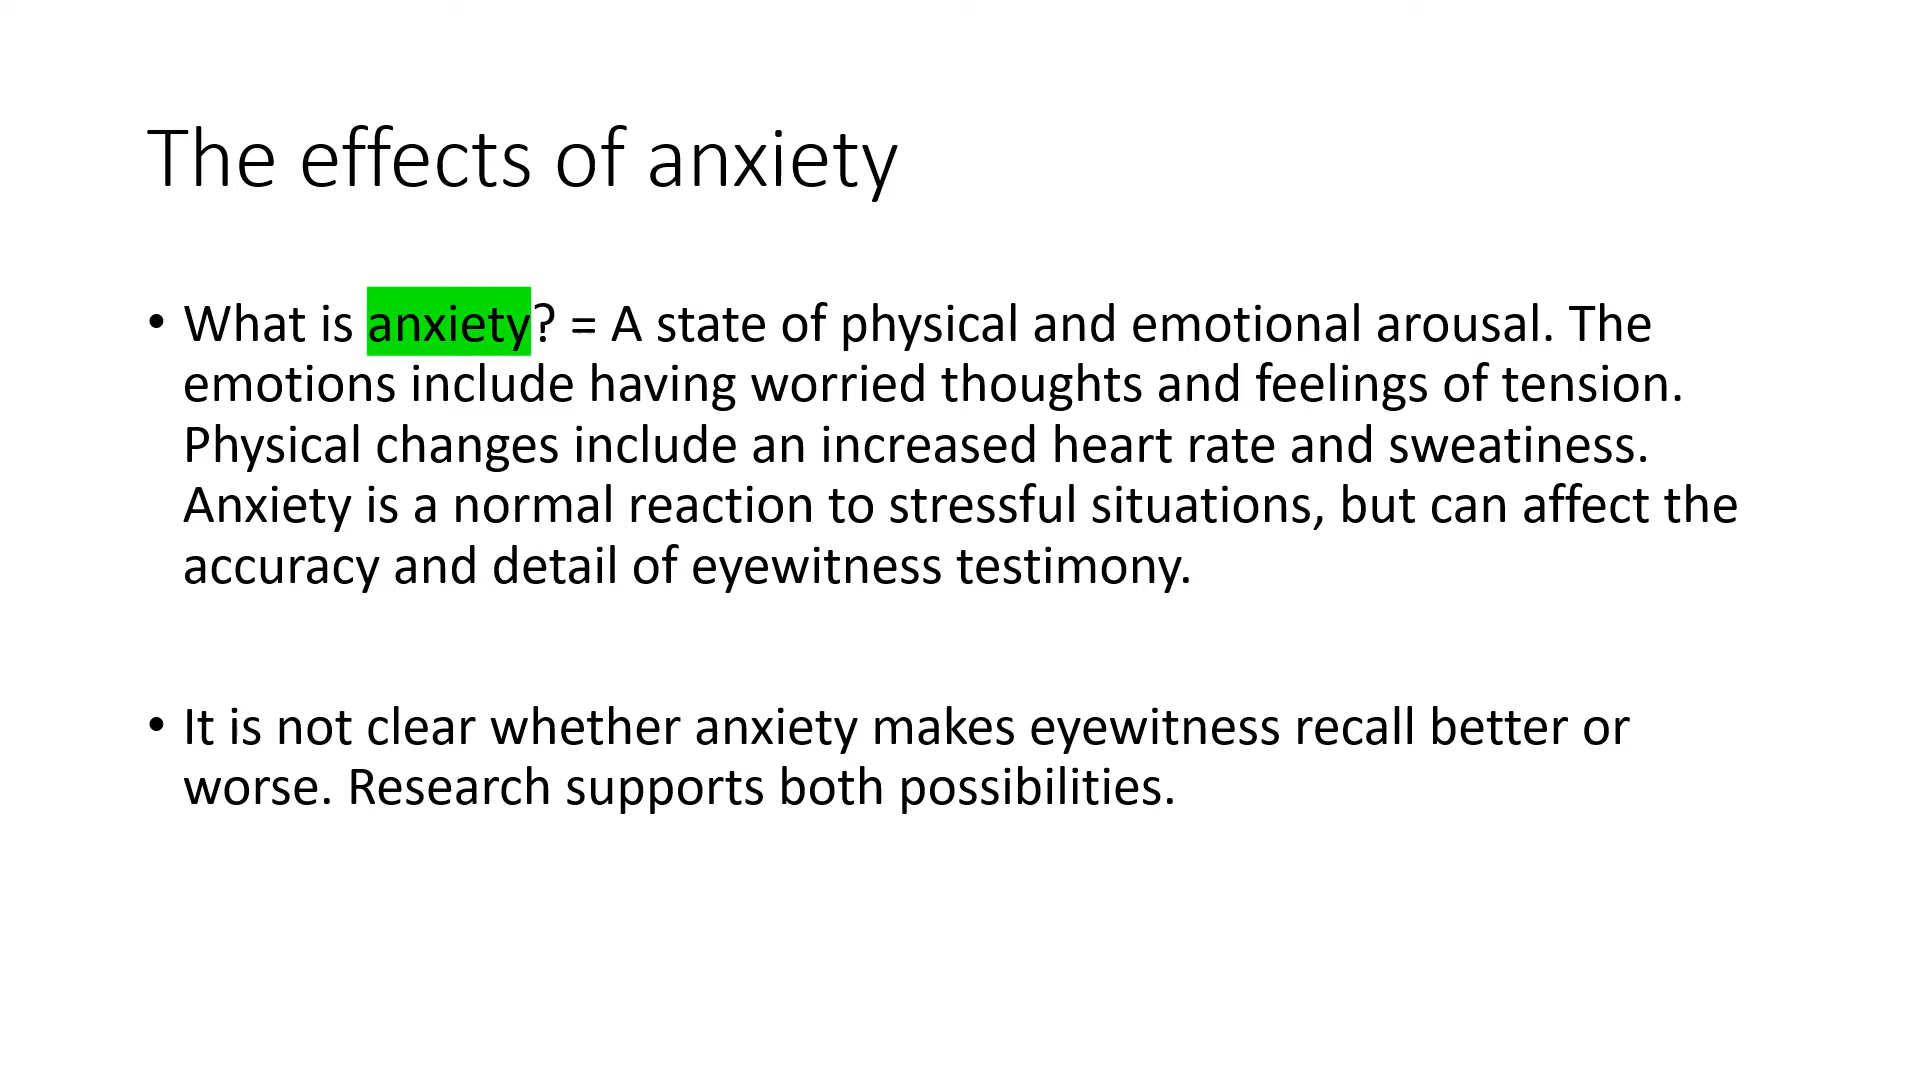 The effects of anxiety
• What is anxiety? = A state of physical and emotional arousal. The
emotions include having worried thoughts and feelings of tension.
Physical changes include an increased heart rate and sweatiness.
Anxiety is a normal reaction to stressful situations, but can affect the
accuracy and detail of eyewitness testimony.
• It is not clear whether anxiety makes eyewitness recall better or
worse. Research supports both possibilities.